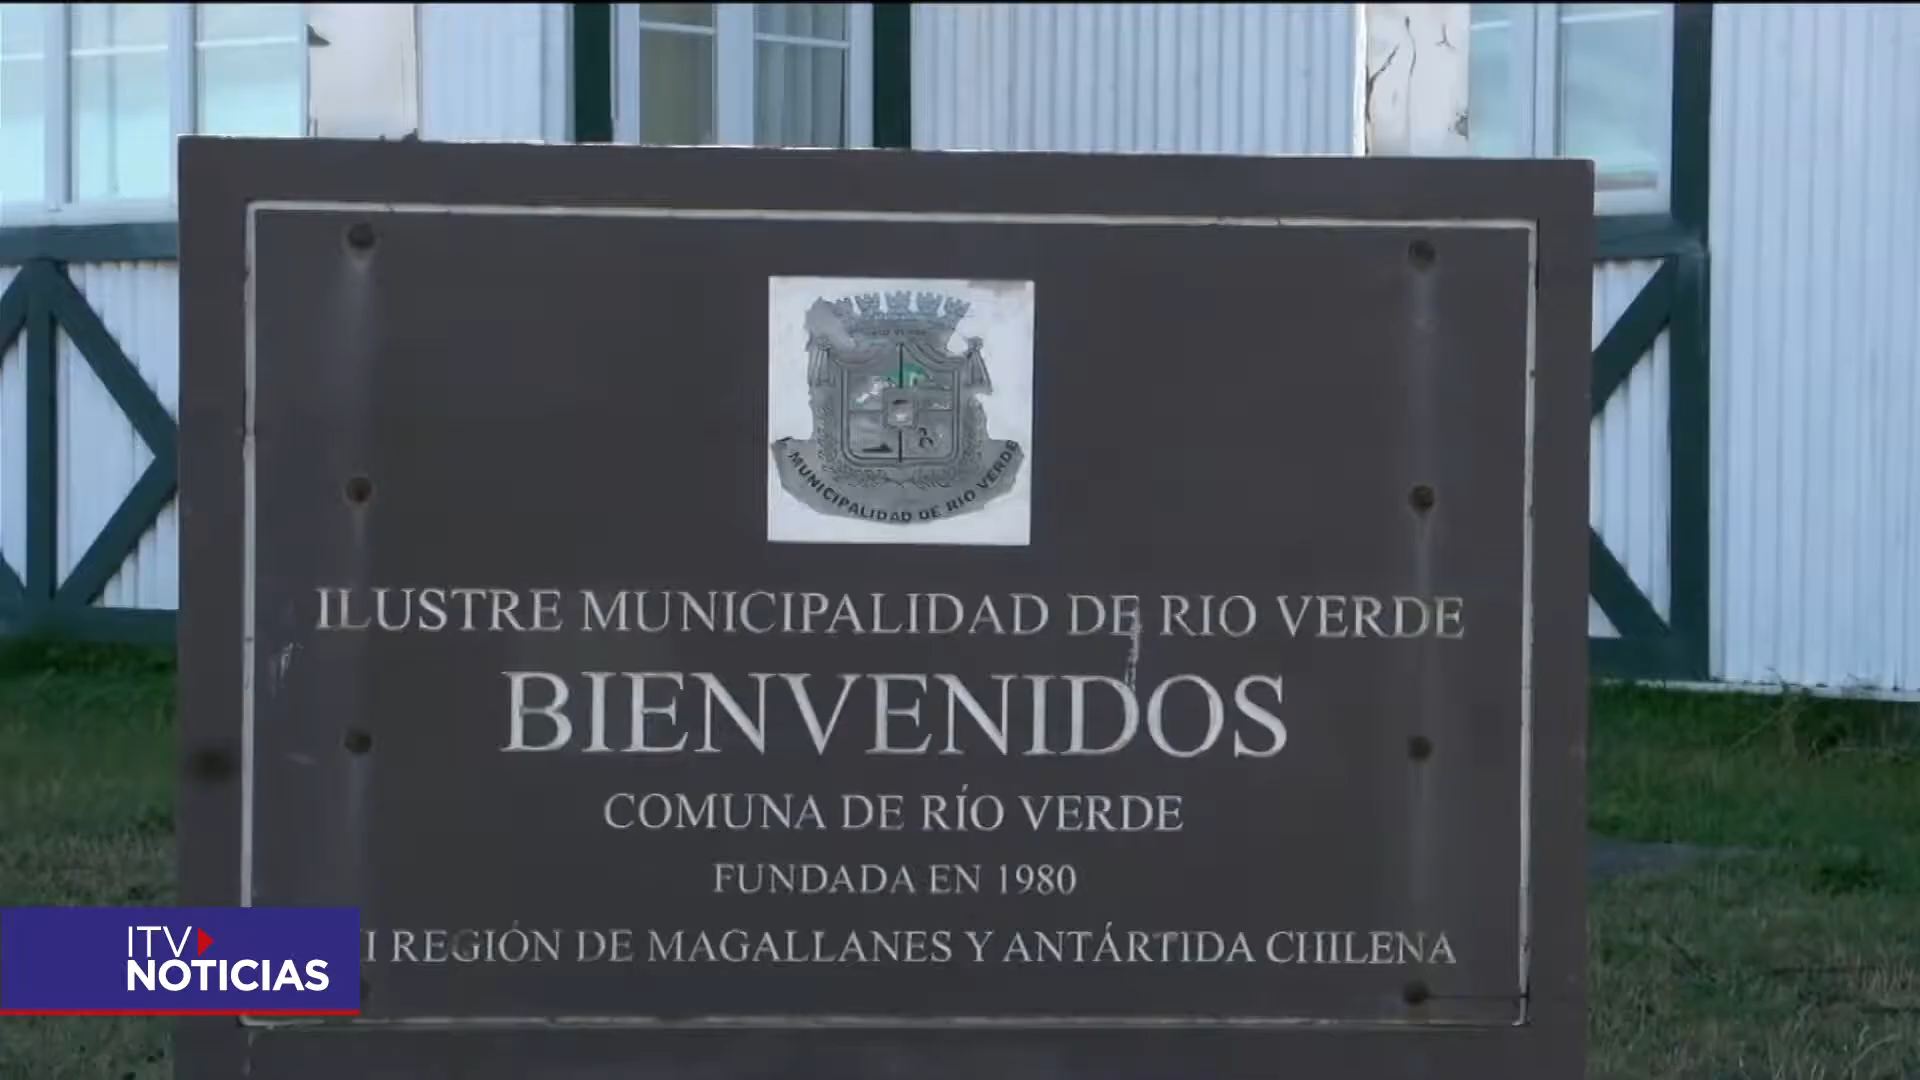 MUNICIPALIDAD DE RIO VERDE
ILUSTRE MUNICIPALIDAD DE RIO VERDE
BIENVENIDOS
COMUNA DE RÍO VERDE
FUNDADA EN 1980
REGIÓN DE MAGALLANES Y ANTÁRTIDA CHILENA
ITV
NOTICIAS